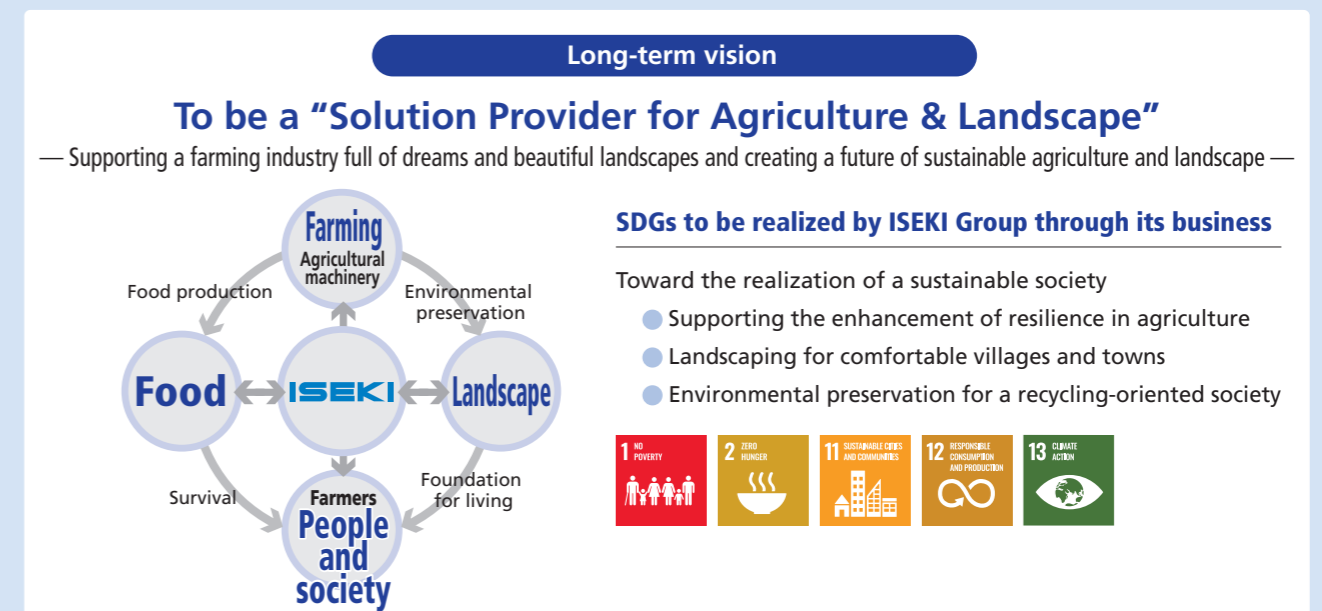 Long-term vision
To be a “Solution Provider for Agriculture & Landscape”
— Supporting a farming industry full of dreams and beautiful landscapes and creating a future of sustainable agriculture and landscape —
Farming
Agricultural
machinery
Food production
Environmental
preservation
Food
ISEKI
Landscape
Survival
Foundation
for living
Farmers
People
and
society
SDGs to be realized by ISEKI Group through its business
Toward the realization of a sustainable society
● Supporting the enhancement of resilience in agriculture
● Landscaping for comfortable villages and towns
● Environmental preservation for a recycling-oriented society
1 NO
POVERTY
2 ZERO
HUNGER
11 SUSTAINABLE CITIES
AND COMMUNITIES
12 RESPONSIBLE
CONSUMPTION
AND PRODUCTION
13 CLIMATE
ACTION